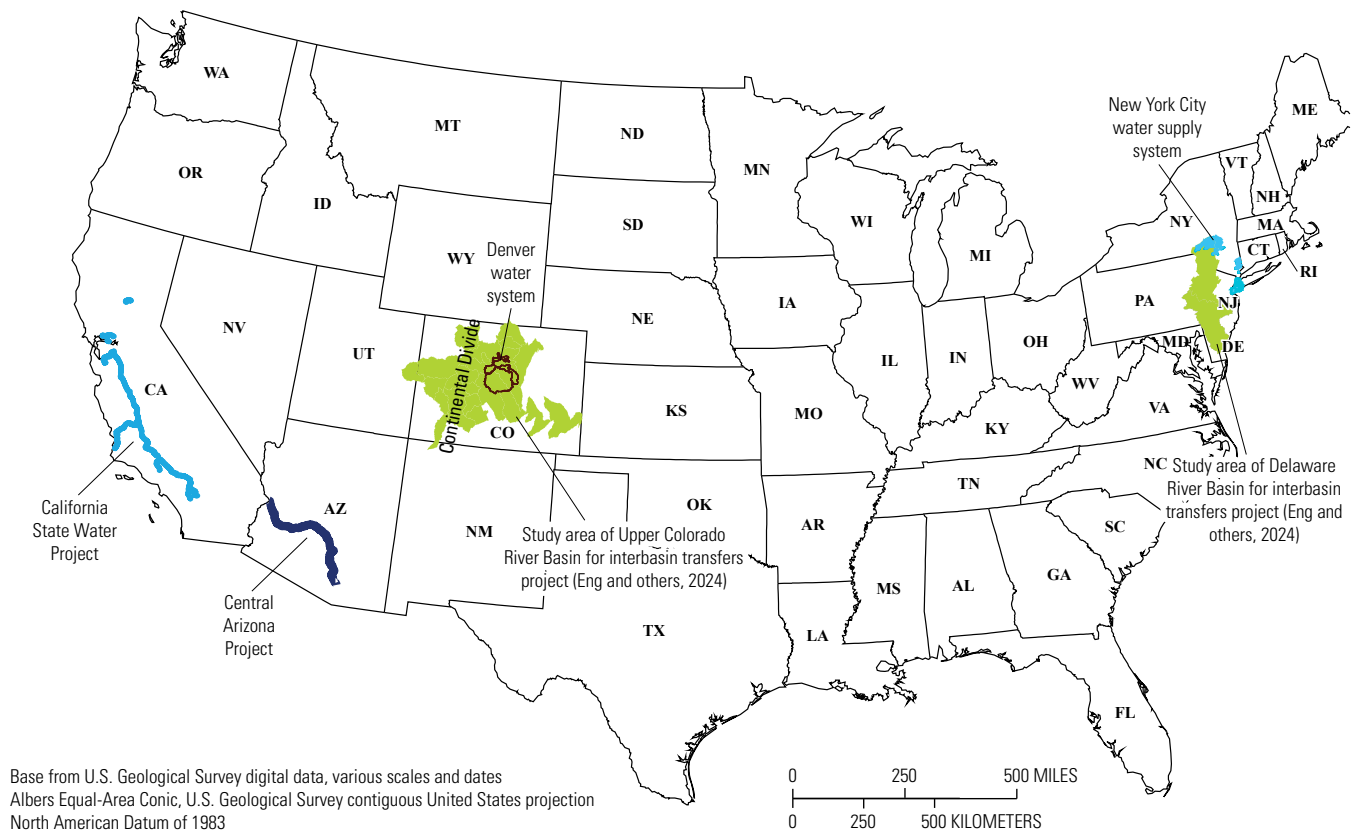 WA
OR
CA
NV
ID
MT
WY
UT
AZ
CO
NM
ND
SD
NE
KS
OK
TX
MN
IA
MO
AR
LA
WI
IL
MI
IN
OH
KY
TN
MS
AL
GA
FL
SC
NC
VA
WV
MD
DE
PA
NJ
NY
CT
RI
MA
VT
NH
ME
New York City
water supply
system
Denver
water
system
Continental Divide
California
State Water
Project
Central
Arizona
Project
Study area of Upper Colorado
River Basin for interbasin transfers
project (Eng and others, 2024)
Study area of Delaware
River Basin for interbasin
transfers project (Eng and
others, 2024)
Base from U.S. Geological Survey digital data, various scales and dates
Albers Equal-Area Conic, U.S. Geological Survey contiguous United States projection
North American Datum of 1983
0 250 500 MILES
0 250 500 KILOMETERS